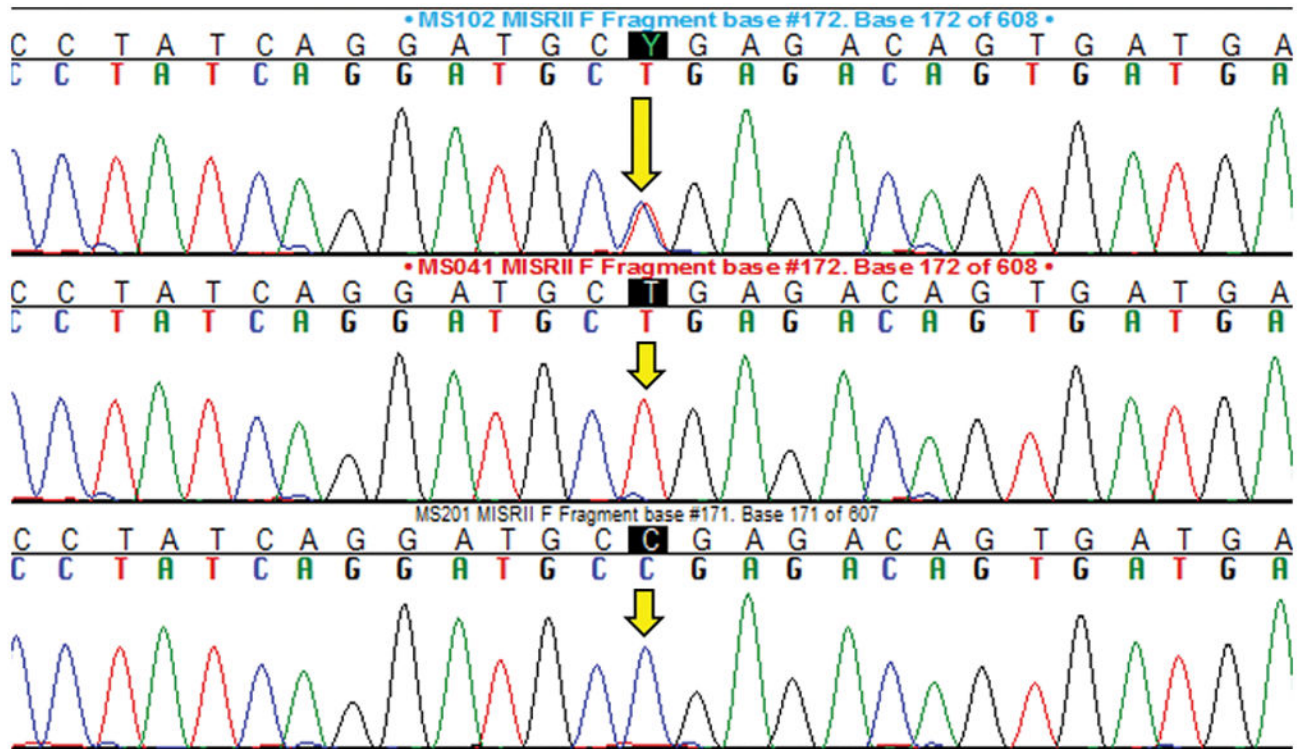 • MS102 MISRII F Fragment base #172. Base 172 of 608 •
C C T A T C A G G A T G C Y G A G A C A G T G A T G A
C C T A T C A G G A T G C T G A G A C A G T G A T G A
• MS041 MISRII F Fragment base #172. Base 172 of 608 •
C C T A T C A G G A T G C T G A G A C A G T G A T G A
C C T A T C A G G A T G C T G A G A C A G T G A T G A
MS201 MISRII F Fragment base #171. Base 171 of 607
C C T A T C A G G A T G C C G A G A C A G T G A T G A
C C T A T C A G G A T G C C G A G A C A G T G A T G A